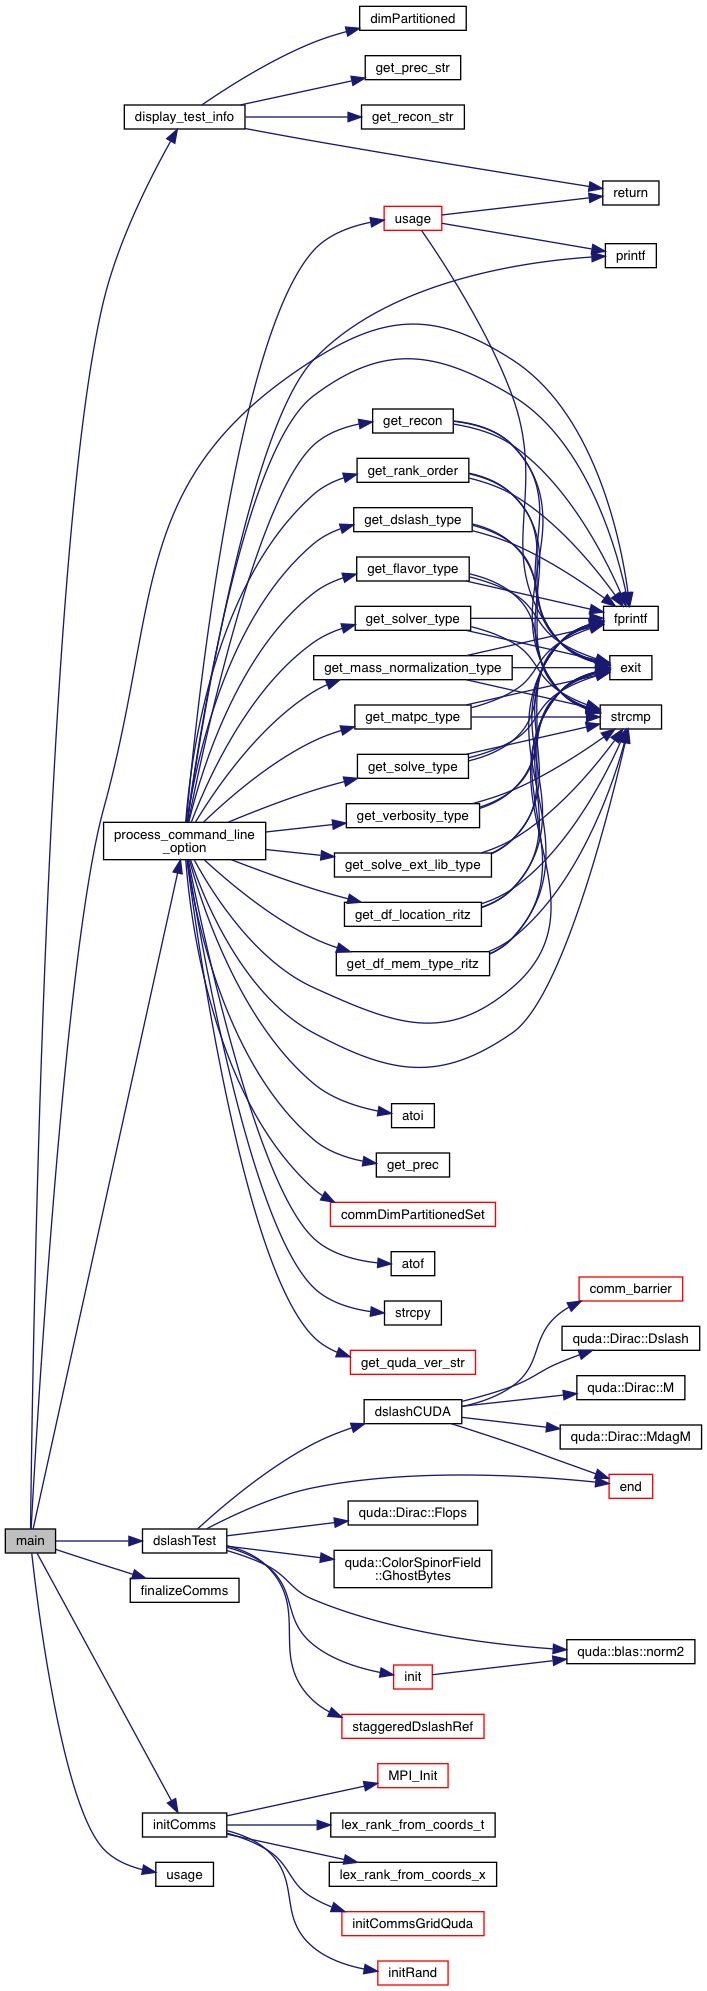 dimPartitioned
get_prec_str
display_test_info
get_recon_str
return
usage
printf
get_recon
get_rank_order
get_dslash_type
get_flavor_type
get_solver_type
fprintf
get_mass_normalization_type
exit
get_matpc_type
strcmp
get_solve_type
get_verbosity_type
process_command_line
_option
get_solve_ext_lib_type
get_df_location_ritz
get_df_mem_type_ritz
atoi
get_prec
commDimPartitionedSet
atof
comm_barrier
strcpy
quda::Dirac::Dslash
get_quda_ver_str
quda::Dirac::M
dslashCUDA
quda::Dirac::MdagM
end
quda::Dirac::Flops
main
dslashTest
quda::ColorSpinorField
::GhostBytes
finalizeComms
quda::blas::norm2
init
staggeredDslashRef
MPI_Init
initComms
lex_rank_from_coords_t
usage
lex_rank_from_coords_x
initCommsGridQuda
initRand